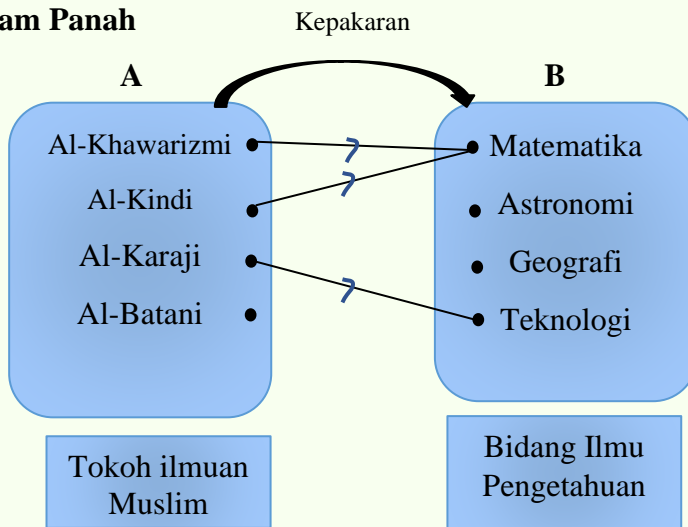 am Panah
Kepakaran
A
B
Al-Khawarizmi
Al-Kindi
Al-Karaji
Al-Batani
Matematika
Astronomi
Geografi
Teknologi
Tokoh ilmuan
Muslim
Bidang Ilmu
Pengetahuan